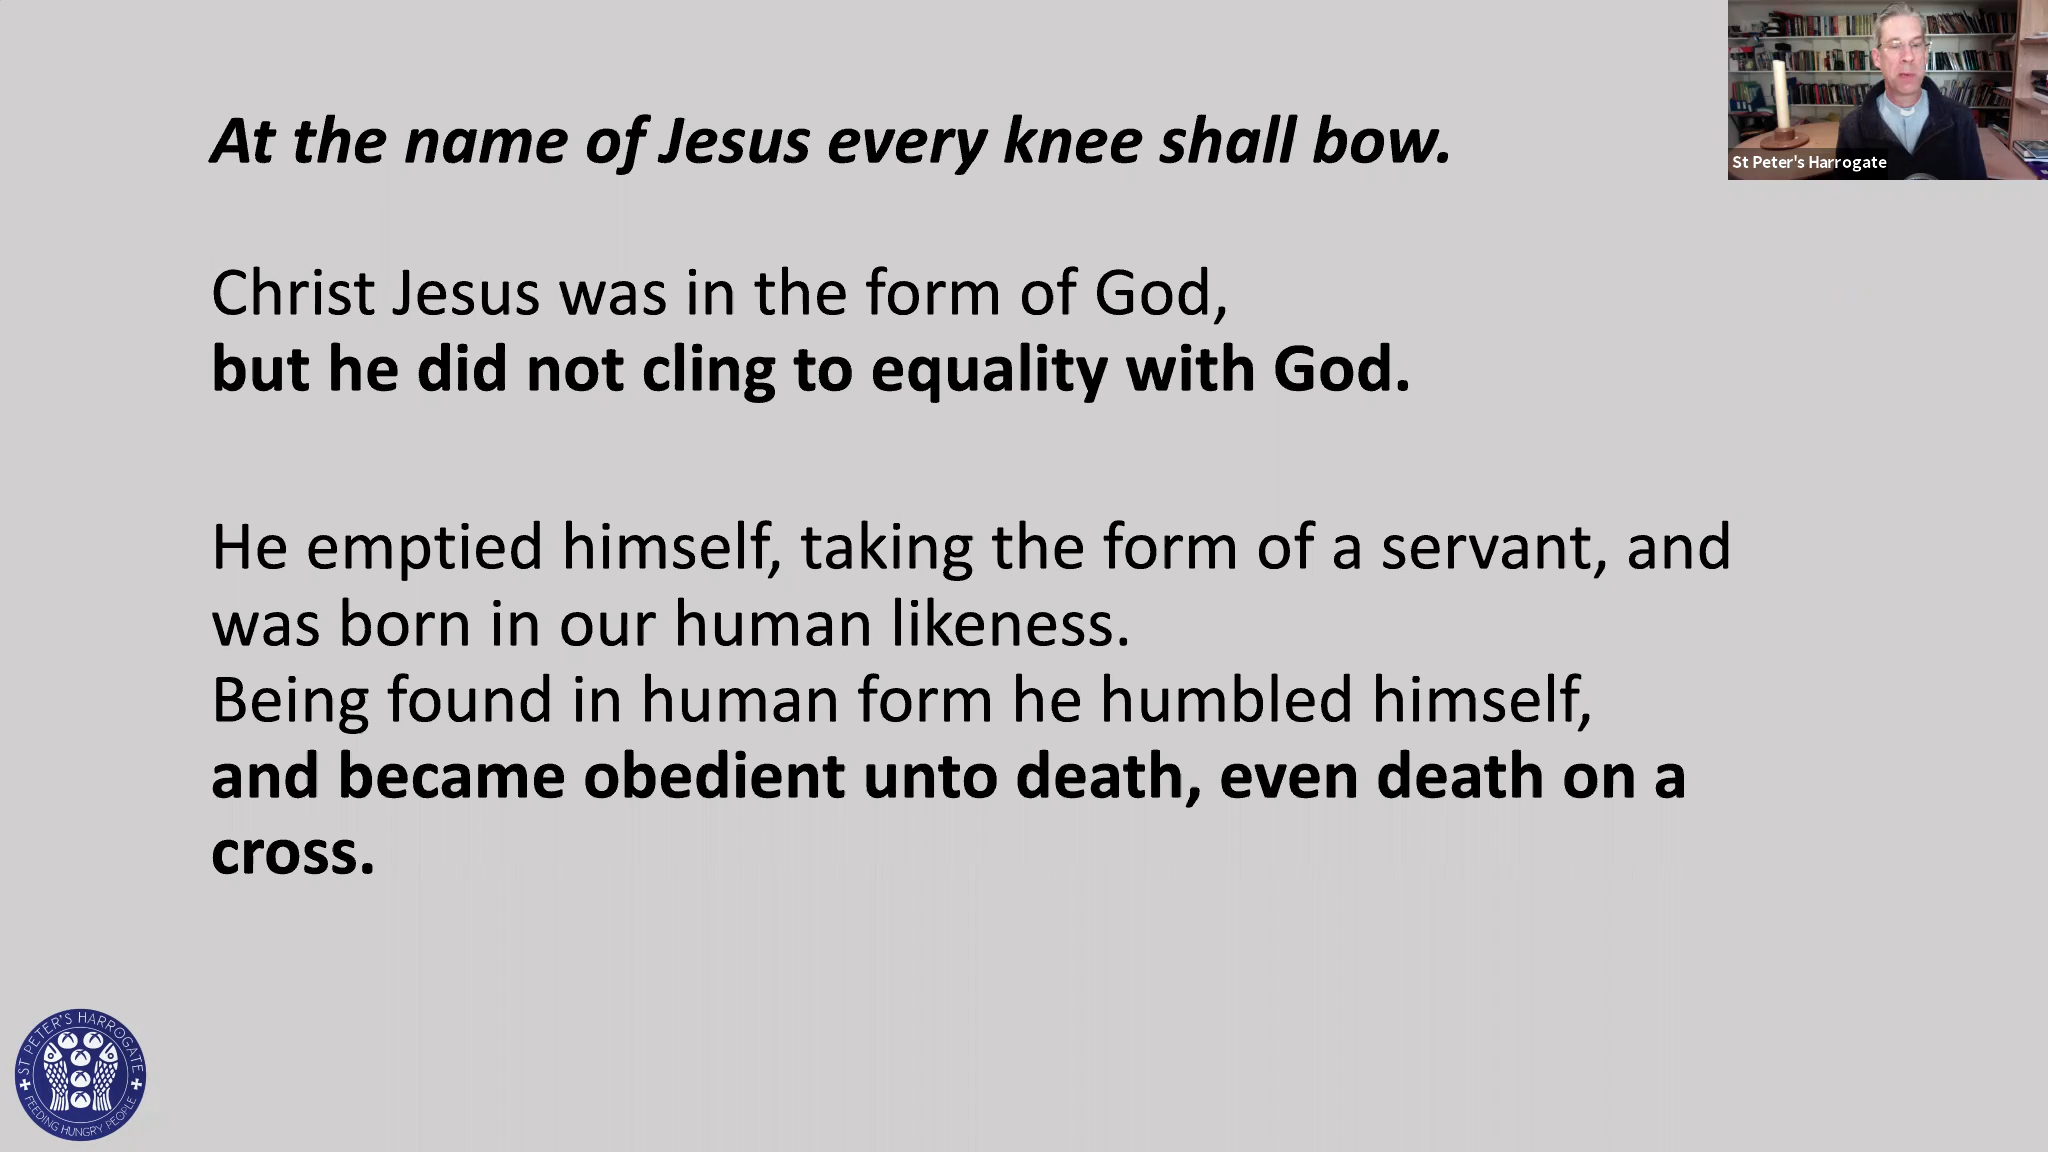 At the name of Jesus every knee shall bow.
St Peter's Harrogate
Christ Jesus was in the form of God,
but he did not cling to equality with God.
He emptied himself, taking the form of a servant, and
was born in our human likeness.
Being found in human form he humbled himself,
and became obedient unto death, even death on a
cross.
ST PETER'S HARROGATE
FEEDING HUNGRY PEOPLE